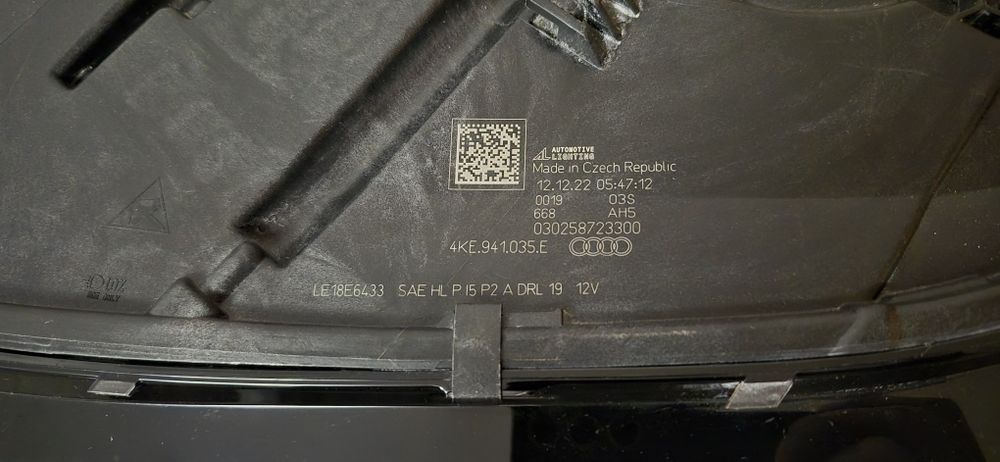 AUTOMOTIVE
LIGHTING
Made in Czech Republic
12.12.22 05:47:12
0019 03S
668 AH5
030258723300
4KE.941.035.E
LE18E6433 SAE HL P I5 P2 A DRL 19 12V